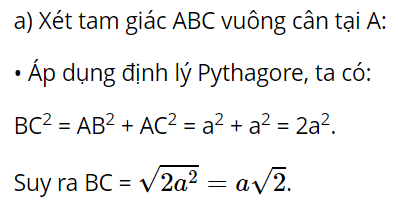 a) Xét tam giác ABC vuông cân tại A:
• Áp dụng định lý Pythagore, ta có:
BC² = AB² + AC² = a² + a² = 2a².
Suy ra BC = √(2a²) = a√2.